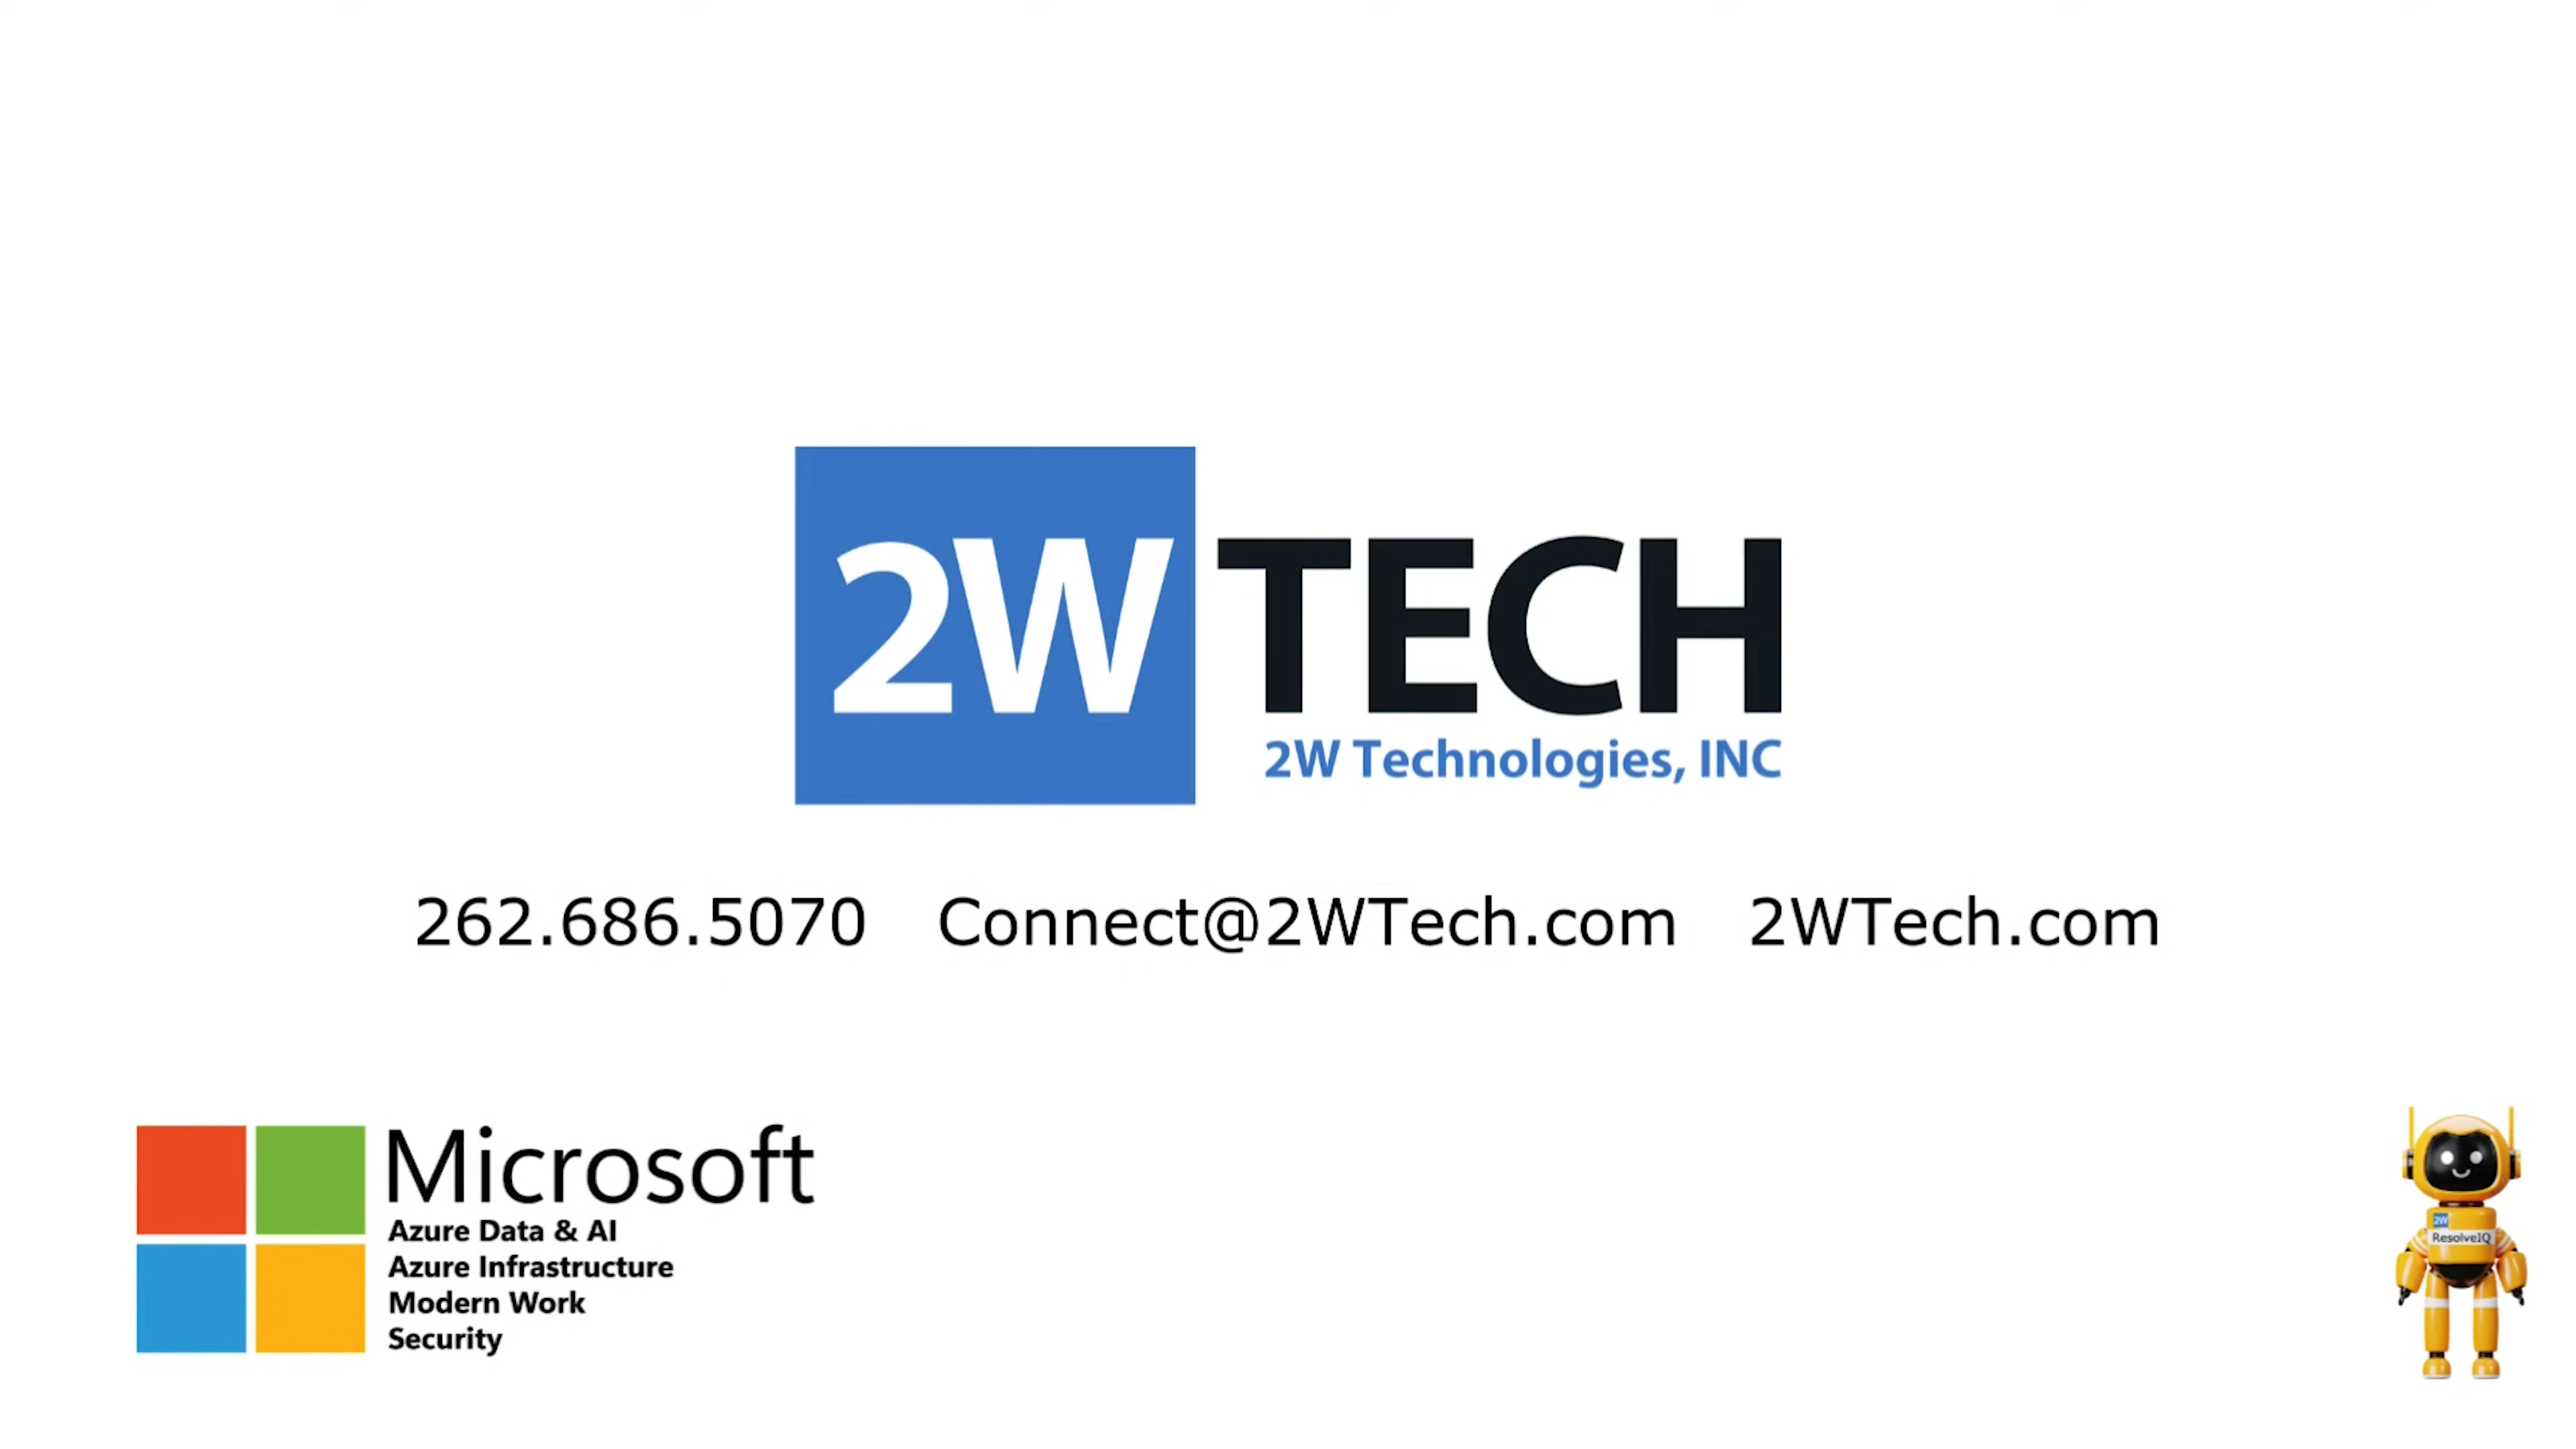 2W TECH
2W Technologies, INC
262.686.5070 Connect@2WTech.com 2WTech.com
Microsoft
Azure Data & AI
Azure Infrastructure
Modern Work
Security
2W
ResolveIQ